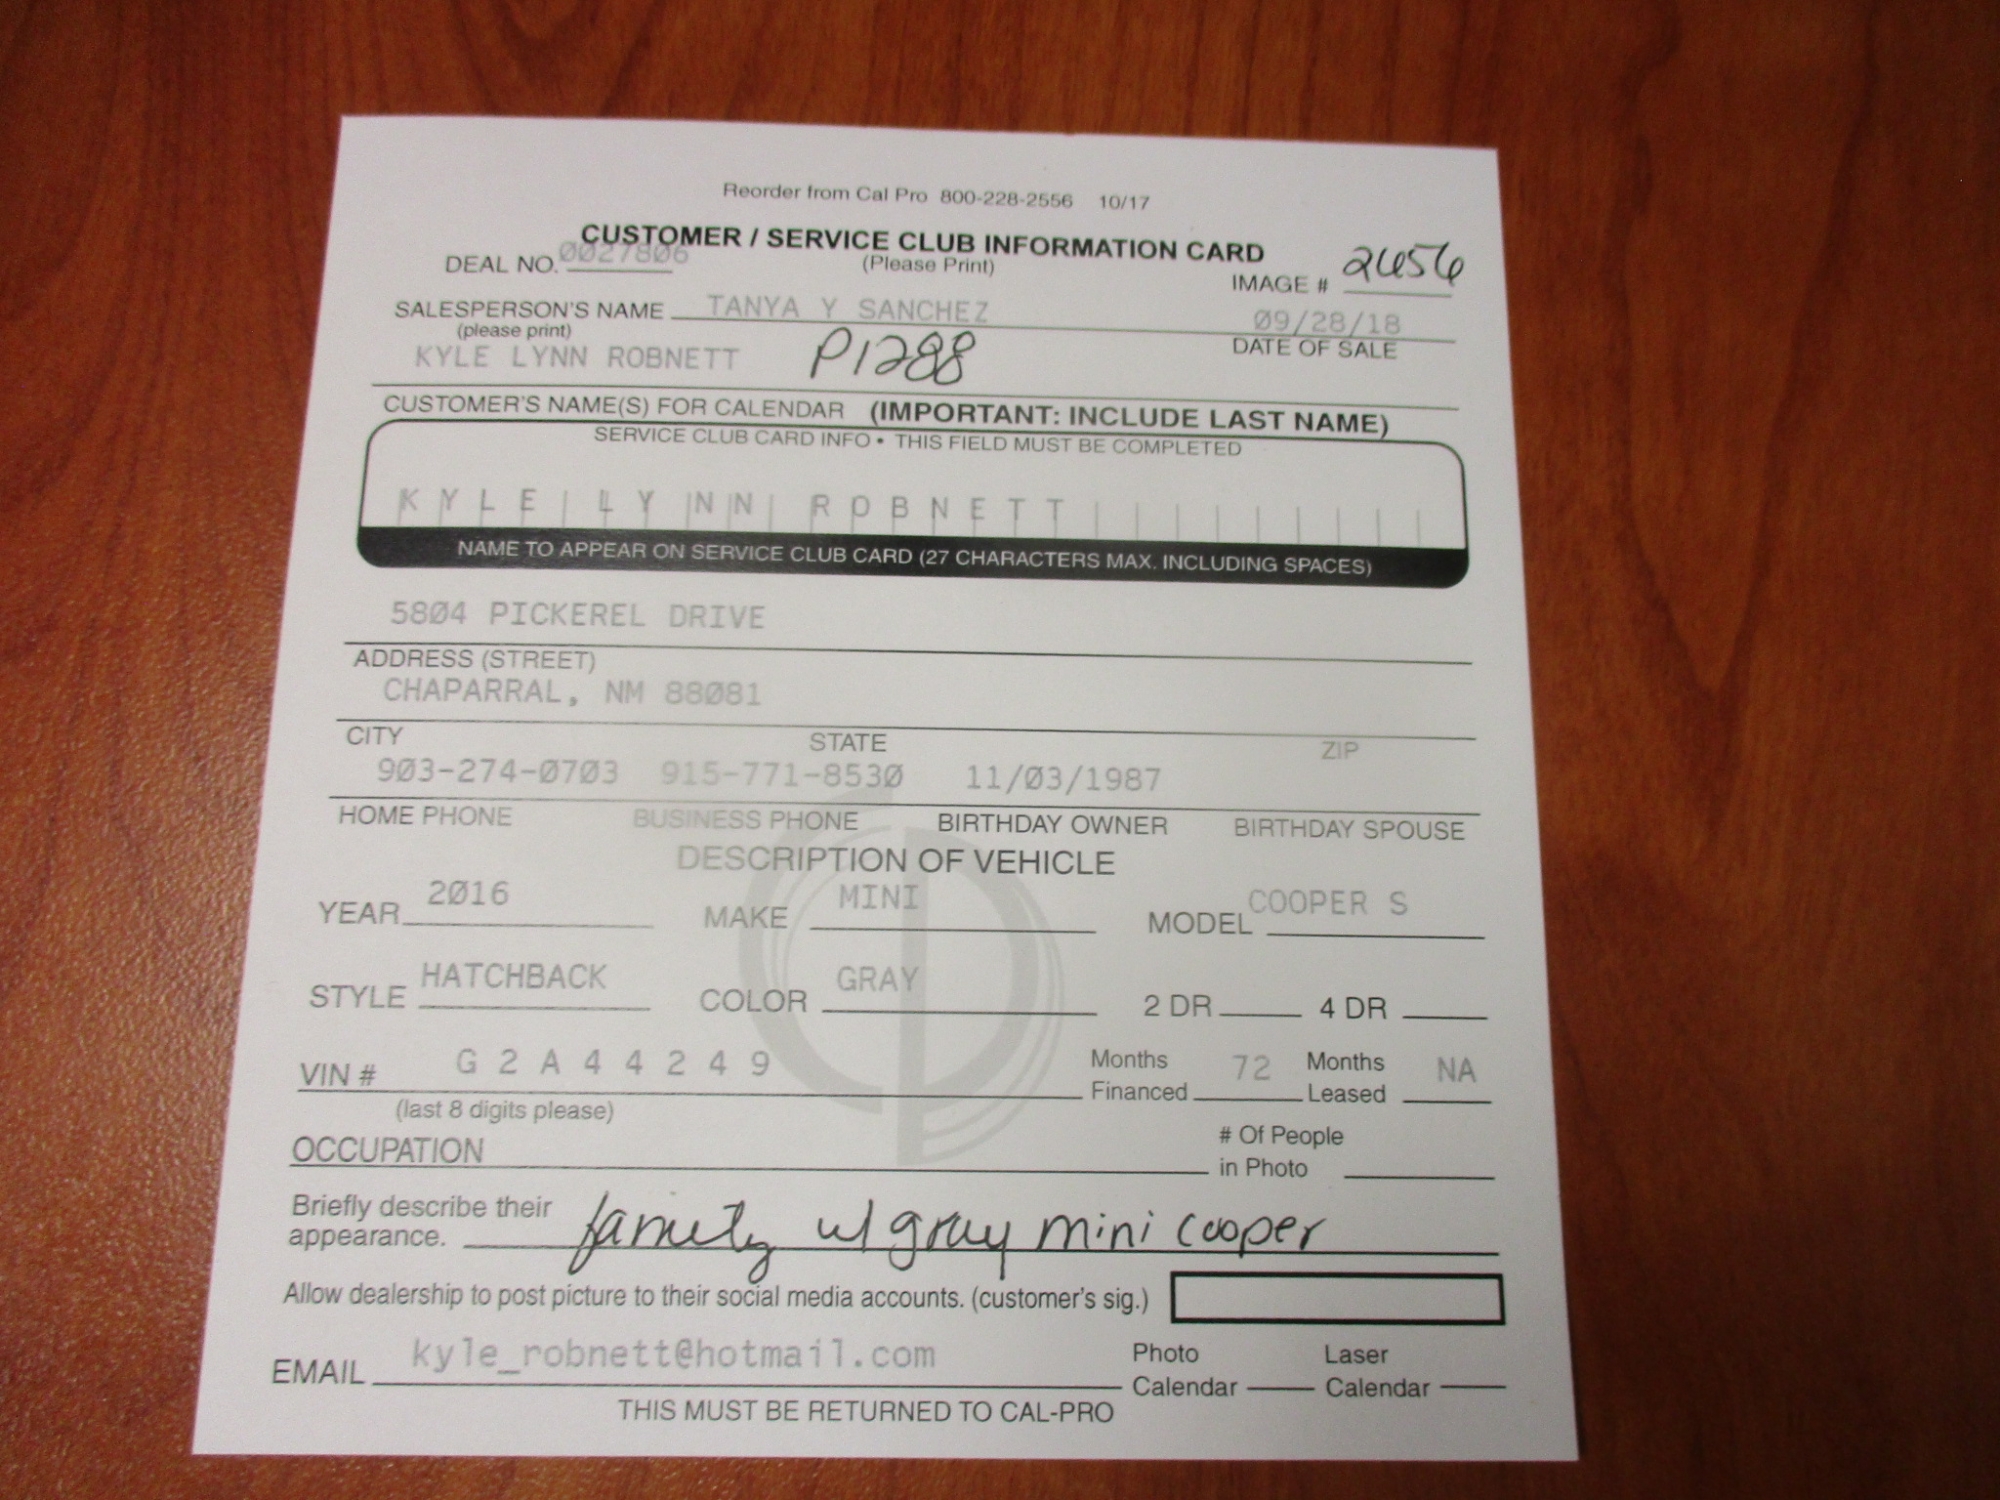 Reorder from Cal Pro 800-228-2556 10/17
CUSTOMER / SERVICE CLUB INFORMATION CARD
DEAL NO. 0027806 (Please Print) IMAGE # 2656
SALESPERSON'S NAME TANYA Y SANCHEZ 09/28/18
(please print) DATE OF SALE
KYLE LYNN ROBNETT P1288
CUSTOMER'S NAME(S) FOR CALENDAR (IMPORTANT: INCLUDE LAST NAME)
SERVICE CLUB CARD INFO • THIS FIELD MUST BE COMPLETED
KYLE LYNN ROBNETT
NAME TO APPEAR ON SERVICE CLUB CARD (27 CHARACTERS MAX. INCLUDING SPACES)
5804 PICKEREL DRIVE
ADDRESS (STREET)
CHAPARRAL, NM 88081
CITY STATE ZIP
903-274-0703 915-771-8530 11/03/1987
HOME PHONE BUSINESS PHONE BIRTHDAY OWNER BIRTHDAY SPOUSE
DESCRIPTION OF VEHICLE
YEAR 2016 MAKE MINI MODEL COOPER S
STYLE HATCHBACK COLOR GRAY 2 DR 4 DR
VIN # G2A44249 Months Financed 72 Months Leased NA
(last 8 digits please)
OCCUPATION # Of People in Photo
Briefly describe their appearance. family w/ gray mini cooper
Allow dealership to post picture to their social media accounts. (customer's sig.)
EMAIL kyle_robnett@hotmail.com Photo Calendar Laser Calendar
THIS MUST BE RETURNED TO CAL-PRO